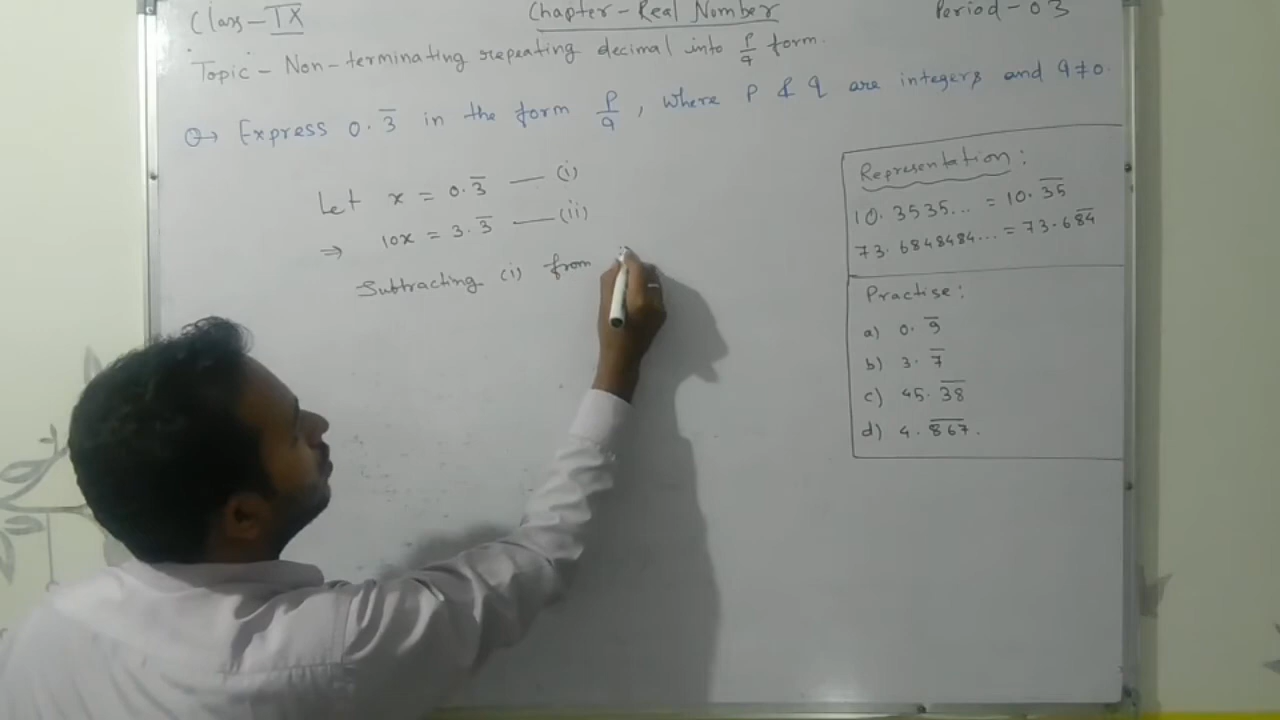 Class - IX
Chapter - Real Number
Period - 03
Topic - Non-terminating repeating decimal into p/q form.
Q→ Express 0.3̅ in the form p/q, where p & q are integers and q≠0.
Let x = 0.3̅ — (i)
⇒ 10x = 3.3̅ — (ii)
Subtracting (i) from
Representation:
10.3535... = 10.3̅5̅
73.6848484... = 73.68̅4̅
Practise:
a) 0.9̅
b) 3.7̅
c) 45.3̅8̅
d) 4.8̅6̅7̅.